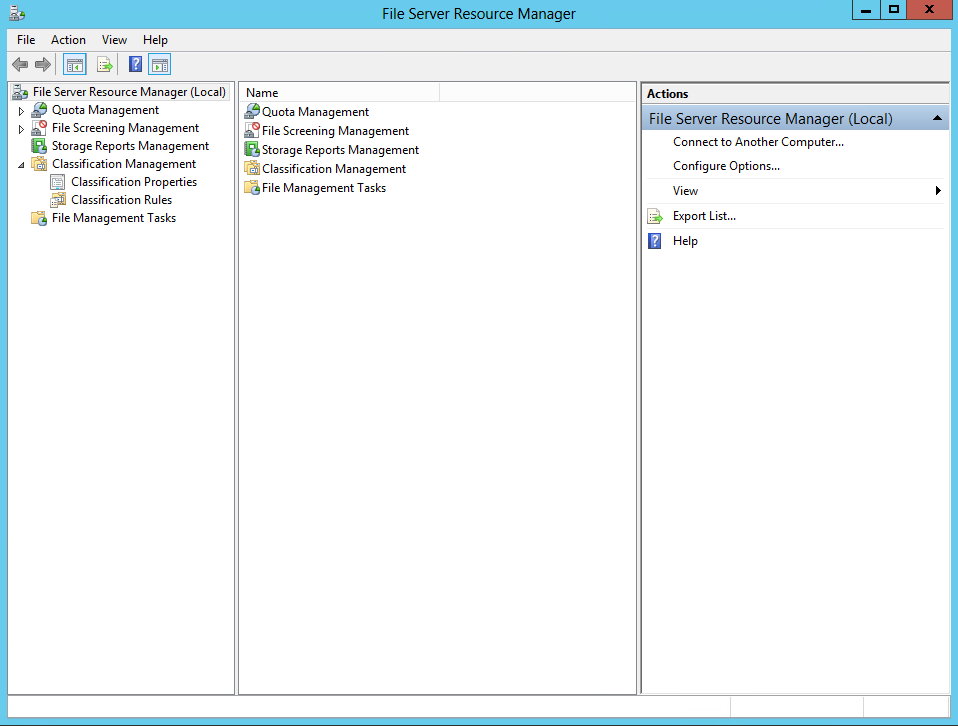 File Server Resource Manager
File Action View Help
File Server Resource Manager (Local)
Quota Management
File Screening Management
Storage Reports Management
Classification Management
Classification Properties
Classification Rules
File Management Tasks
Name
Quota Management
File Screening Management
Storage Reports Management
Classification Management
File Management Tasks
Actions
File Server Resource Manager (Local)
Connect to Another Computer...
Configure Options...
View
Export List...
Help